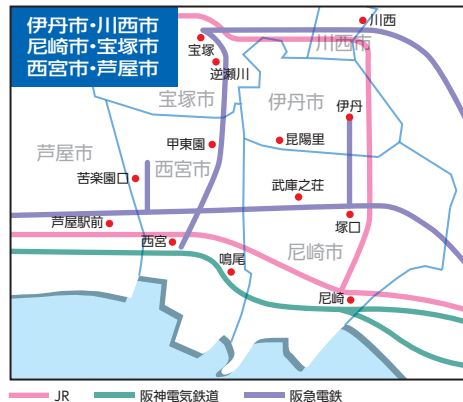 伊丹市・川西市
尼崎市・宝塚市
西宮市・芦屋市
川西
川西市
宝塚
逆瀬川
宝塚市
伊丹市
伊丹
甲東園
昆陽里
芦屋市
西宮市
苦楽園口
武庫之荘
芦屋駅前
塚口
西宮
尼崎市
鳴尾
尼崎
JR
阪神電気鉄道
阪急電鉄